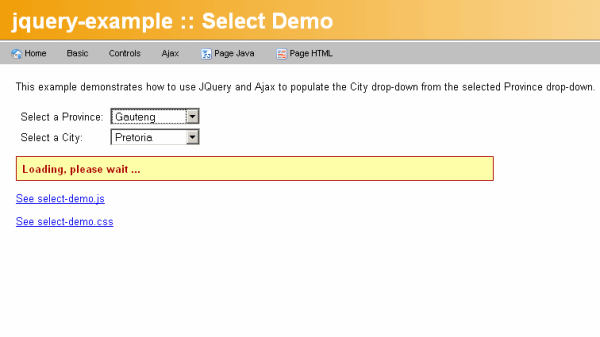 jquery-example :: Select Demo
Home Basic Controls Ajax Page Java Page HTML
This example demonstrates how to use JQuery and Ajax to populate the City drop-down from the selected Province drop-down.
Select a Province: Gauteng
Select a City: Pretoria
Loading, please wait ...
See select-demo.js
See select-demo.css